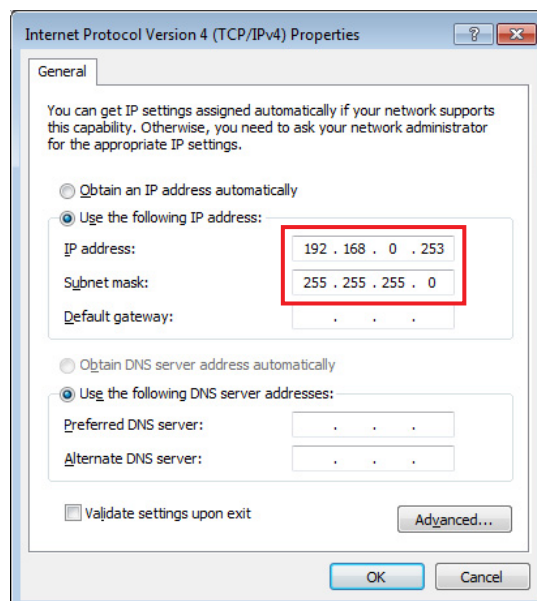 Internet Protocol Version 4 (TCP/IPv4) Properties
General
You can get IP settings assigned automatically if your network supports
this capability. Otherwise, you need to ask your network administrator
for the appropriate IP settings.
Obtain an IP address automatically
Use the following IP address:
IP address: 192 . 168 . 0 . 253
Subnet mask: 255 . 255 . 255 . 0
Default gateway: . . .
Obtain DNS server address automatically
Use the following DNS server addresses:
Preferred DNS server: . . .
Alternate DNS server: . . .
Validate settings upon exit
Advanced...
OK Cancel